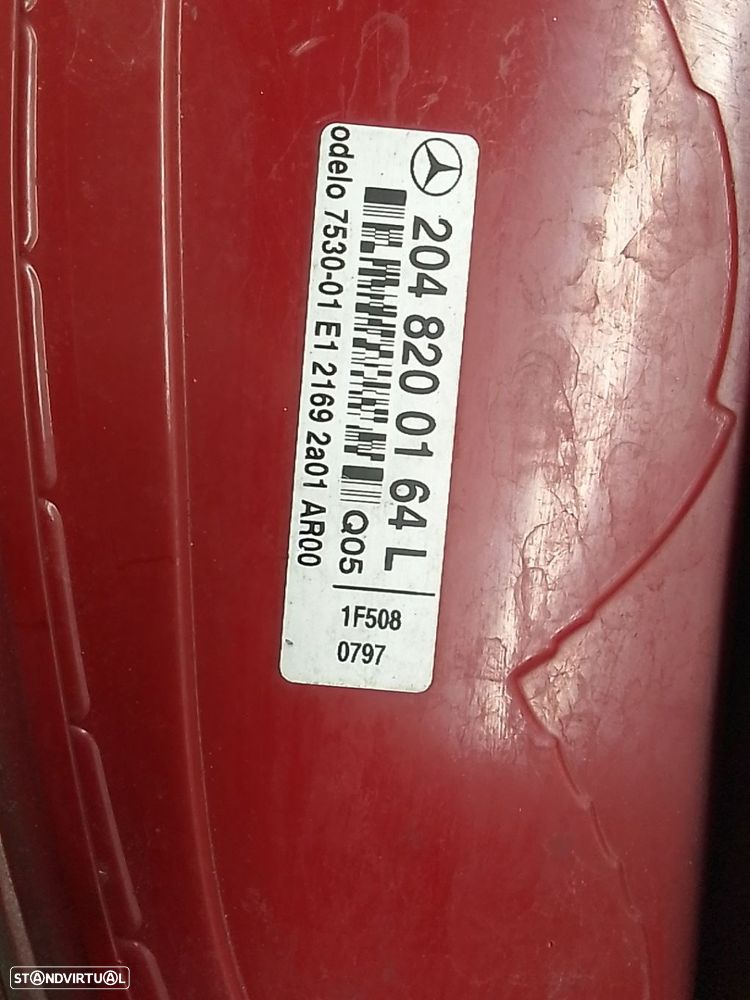 204 820 01 64 L
Q05
odelo 7530-01 E1 2169 2a01 AR00
1F508
0797
STANDVIRTUAL